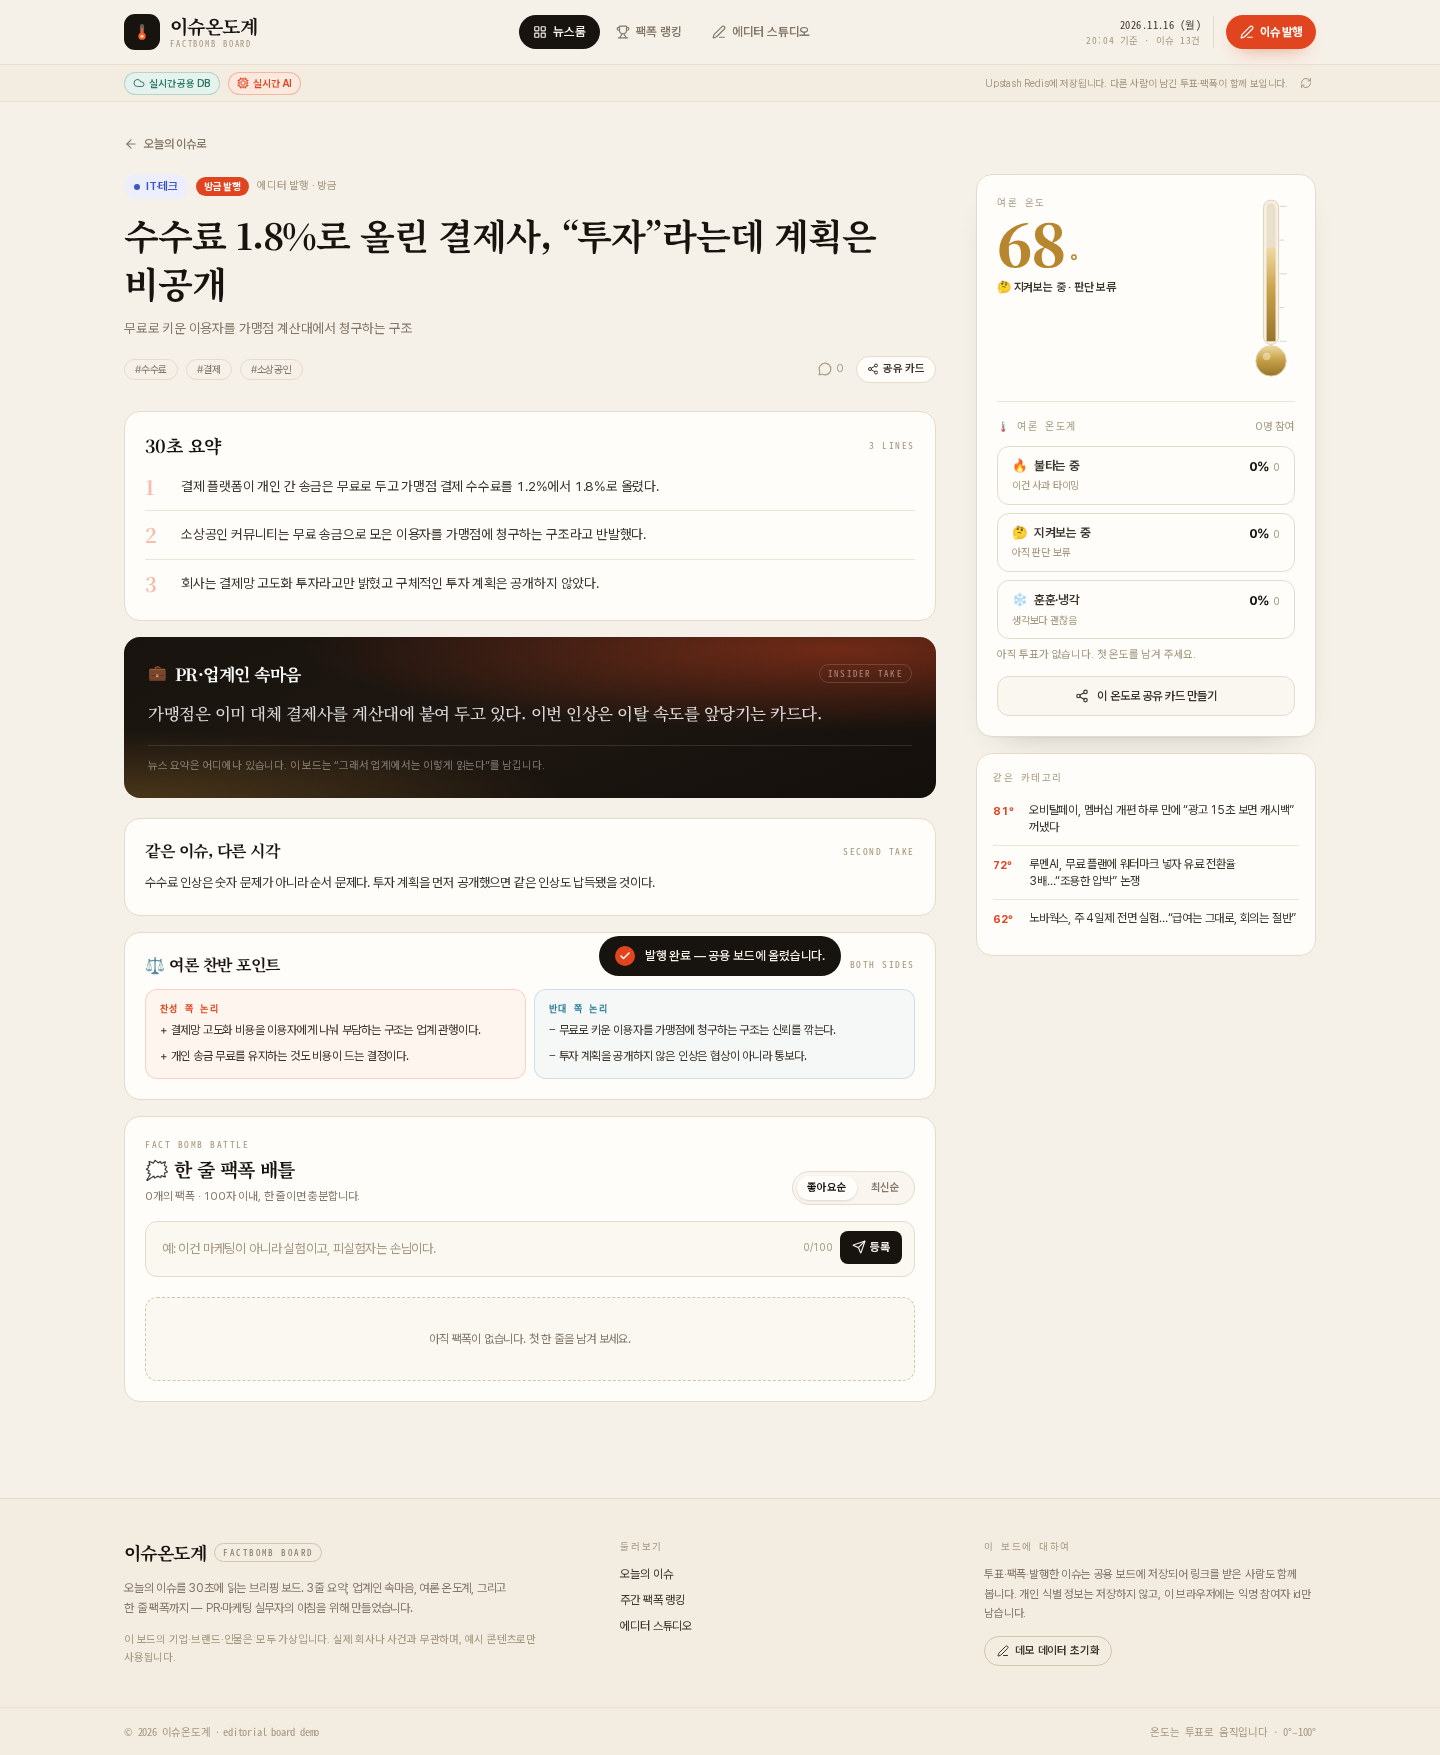 이슈온도계
FACTBOMB BOARD
뉴스룸
팩폭 랭킹
에디터 스튜디오
2026.11.16 (월)
20:04 기준 · 이슈 13건
이슈 발행
실시간 공용 DB
실시간 AI
Upstash Redis에 저장됩니다. 다른 사람이 남긴 투표·팩폭이 함께 보입니다.
오늘의 이슈로
IT·테크
방금 발행
에디터 발행 · 방금
수수료 1.8%로 올린 결제사, “투자”라는데 계획은
비공개
무료로 키운 이용자를 가맹점 계산대에서 청구하는 구조
#수수료
#결제
#소상공인
0
공유 카드
30초 요약
3 LINES
1 결제 플랫폼이 개인 간 송금은 무료로 두고 가맹점 결제 수수료를 1.2%에서 1.8%로 올렸다.
2 소상공인 커뮤니티는 무료 송금으로 모은 이용자를 가맹점에 청구하는 구조라고 반발했다.
3 회사는 결제망 고도화 투자라고만 밝혔고 구체적인 투자 계획은 공개하지 않았다.
PR·업계인 속마음
INSIDER TAKE
가맹점은 이미 대체 결제사를 계산대에 붙여 두고 있다. 이번 인상은 이탈 속도를 앞당기는 카드다.
뉴스 요약은 어디에나 있습니다. 이 보드는 “그래서 업계에서는 이렇게 읽는다”를 남깁니다.
같은 이슈, 다른 시각
SECOND TAKE
수수료 인상은 숫자 문제가 아니라 순서 문제다. 투자 계획을 먼저 공개했으면 같은 인상도 납득됐을 것이다.
여론 찬반 포인트
발행 완료 — 공용 보드에 올렸습니다.
BOTH SIDES
찬성 쪽 논리
+ 결제망 고도화 비용을 이용자에게 나눠 부담하는 구조는 업계 관행이다.
+ 개인 송금 무료를 유지하는 것도 비용이 드는 결정이다.
반대 쪽 논리
− 무료로 키운 이용자를 가맹점에 청구하는 구조는 신뢰를 깎는다.
− 투자 계획을 공개하지 않은 인상은 협상이 아니라 통보다.
FACT BOMB BATTLE
한 줄 팩폭 배틀
0개의 팩폭 · 100자 이내, 한 줄이면 충분합니다.
좋아요순
최신순
예: 이건 마케팅이 아니라 실험이고, 피실험자는 손님이다.
0/100
등록
아직 팩폭이 없습니다. 첫 한 줄을 남겨 보세요.
여론 온도
68°
🤔 지켜보는 중 · 판단 보류
여론 온도계
0명 참여
불타는 중
0% 0
이건 사과 타이밍
지켜보는 중
0% 0
아직 판단 보류
훈훈·냉각
0% 0
생각보다 괜찮음
아직 투표가 없습니다. 첫 온도를 남겨 주세요.
이 온도로 공유 카드 만들기
같은 카테고리
81° 오비탈페이, 멤버십 개편 하루 만에 “광고 15초 보면 캐시백”
꺼냈다
72° 루멘AI, 무료 플랜에 워터마크 넣자 유료 전환율
3배…“조용한 압박” 논쟁
62° 노바웍스, 주 4일제 전면 실험…“급여는 그대로, 회의는 절반”
이슈온도계
FACTBOMB BOARD
오늘의 이슈를 30초에 읽는 브리핑 보드. 3줄 요약, 업계인 속마음, 여론 온도계, 그리고
한 줄 팩폭까지 — PR·마케팅 실무자의 아침을 위해 만들었습니다.
이 보드의 기업·브랜드·인물은 모두 가상입니다. 실제 회사나 사건과 무관하며, 예시 콘텐츠로만
사용됩니다.
둘러보기
오늘의 이슈
주간 팩폭 랭킹
에디터 스튜디오
이 보드에 대하여
투표·팩폭·발행한 이슈는 공용 보드에 저장되어 링크를 받은 사람도 함께
봅니다. 개인 식별 정보는 저장하지 않고, 이 브라우저에는 익명 참여자 id만
남습니다.
데모 데이터 초기화
© 2026 이슈온도계 · editorial board demo
온도는 투표로 움직입니다 · 0°–100°